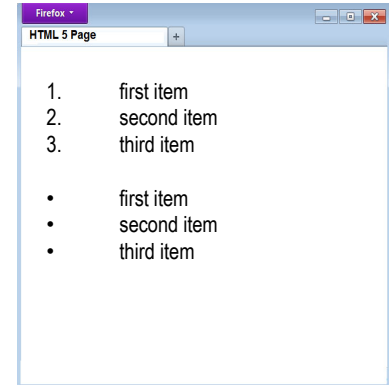 Firefox
HTML 5 Page +
1. first item
2. second item
3. third item
• first item
• second item
• third item